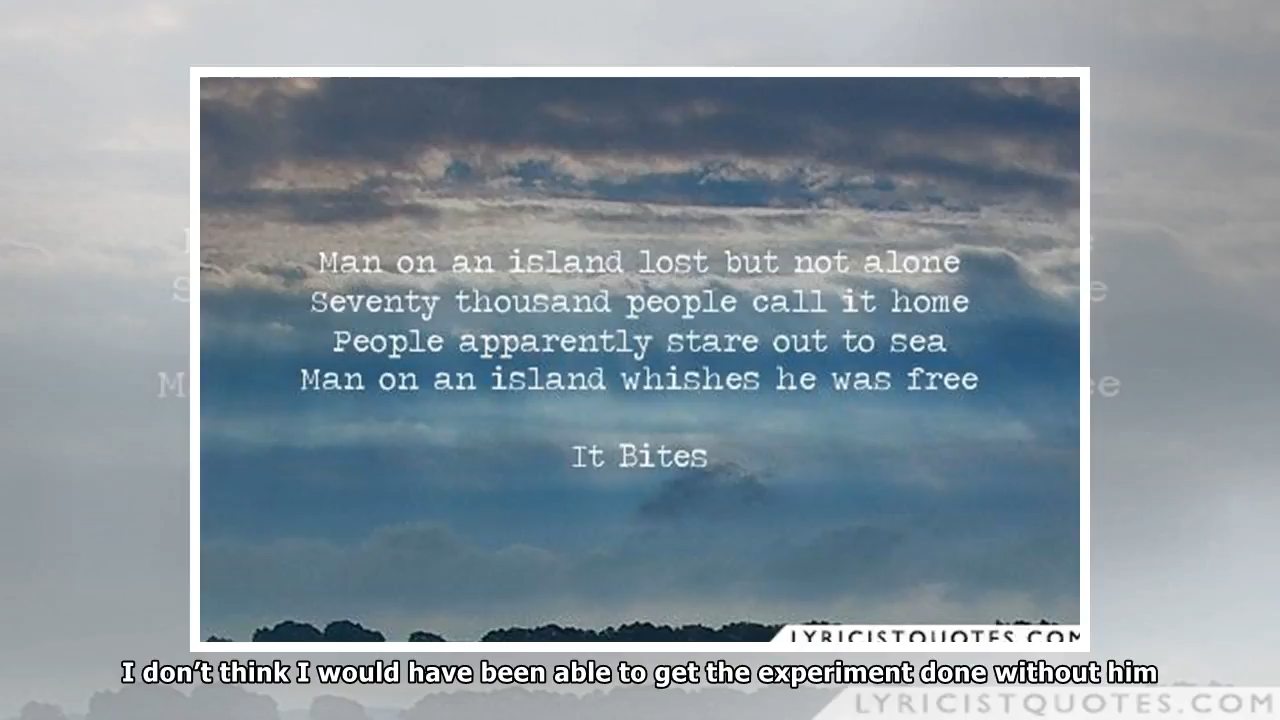 Man on an island lost but not alone
Seventy thousand people call it home
People apparently stare out to sea
Man on an island whishes he was free
It Bites
LYRICISTQUOTES.COM
I don’t think I would have been able to get the experiment done without him
LYRICISTQUOTES.COM